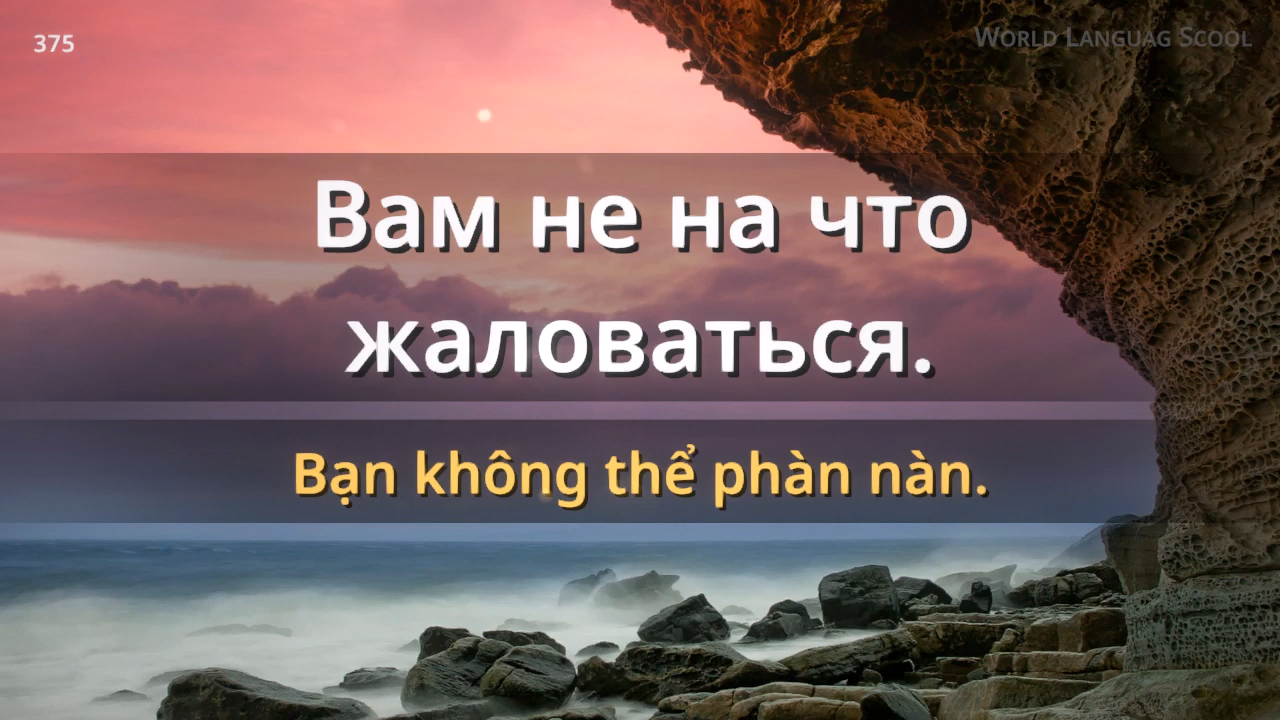 375
World Languag Scool
Вам не на что
жаловаться.
Bạn không thể phàn nàn.